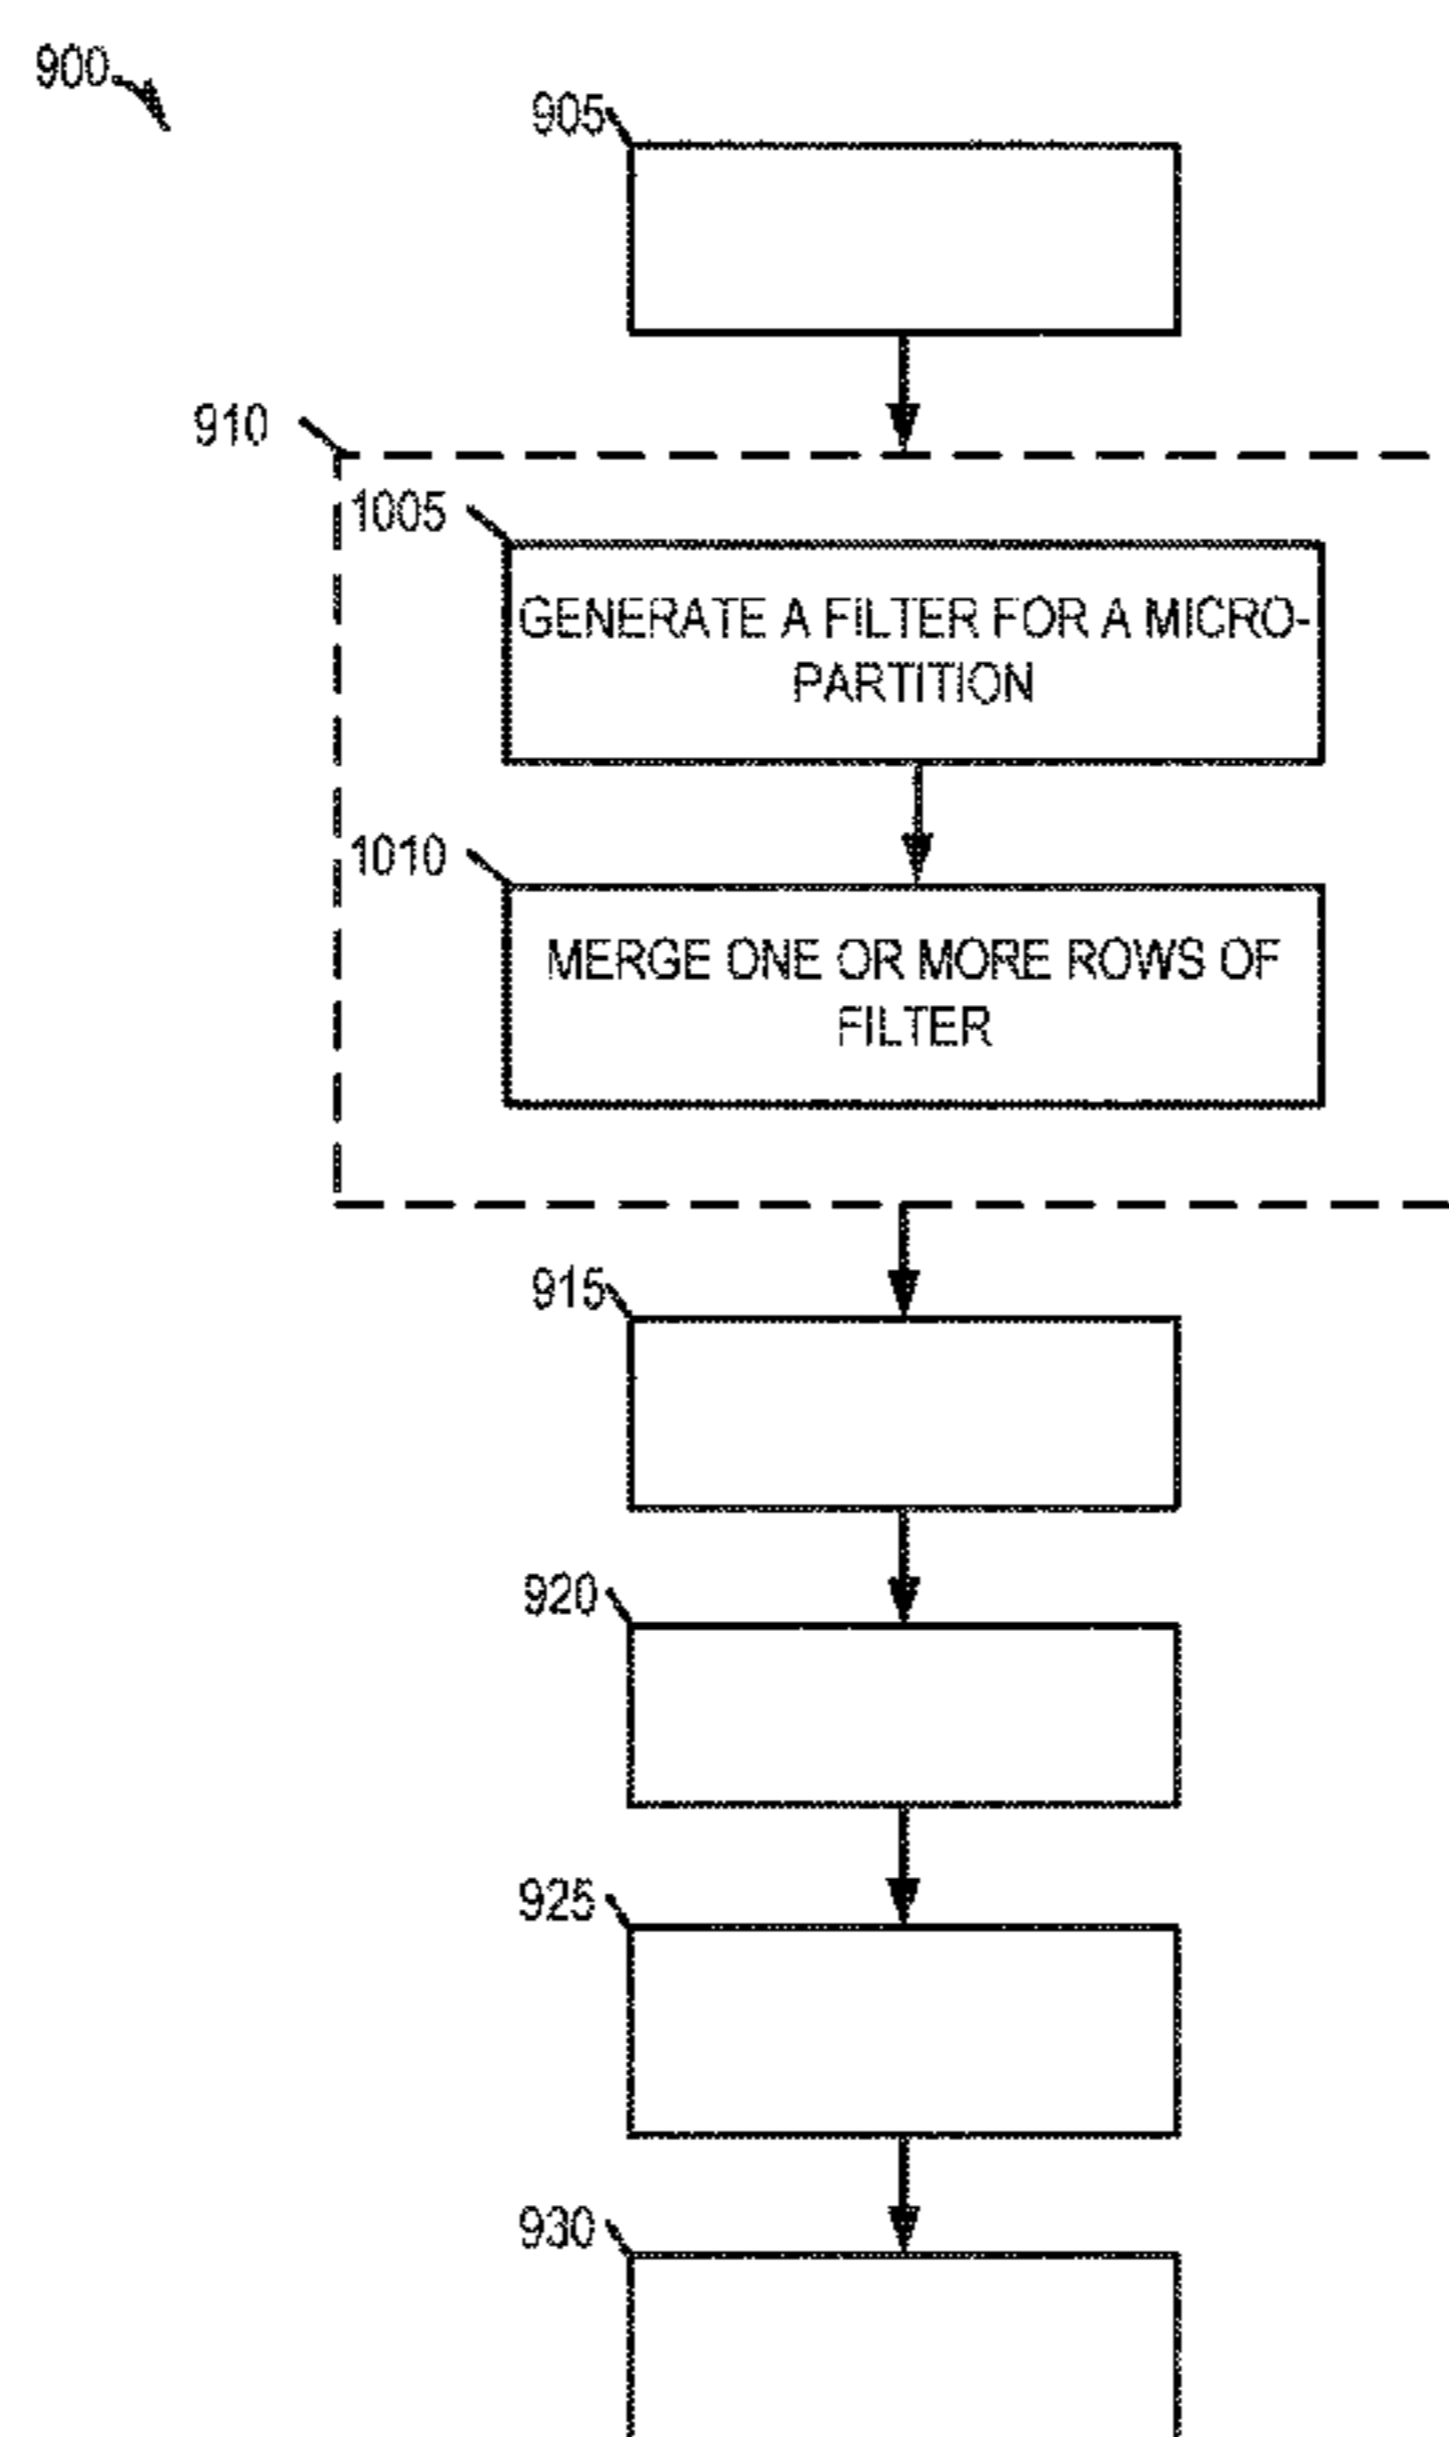 900
905
910
1005
GENERATE A FILTER FOR A MICRO-
PARTITION
1010
MERGE ONE OR MORE ROWS OF
FILTER
915
920
925
930